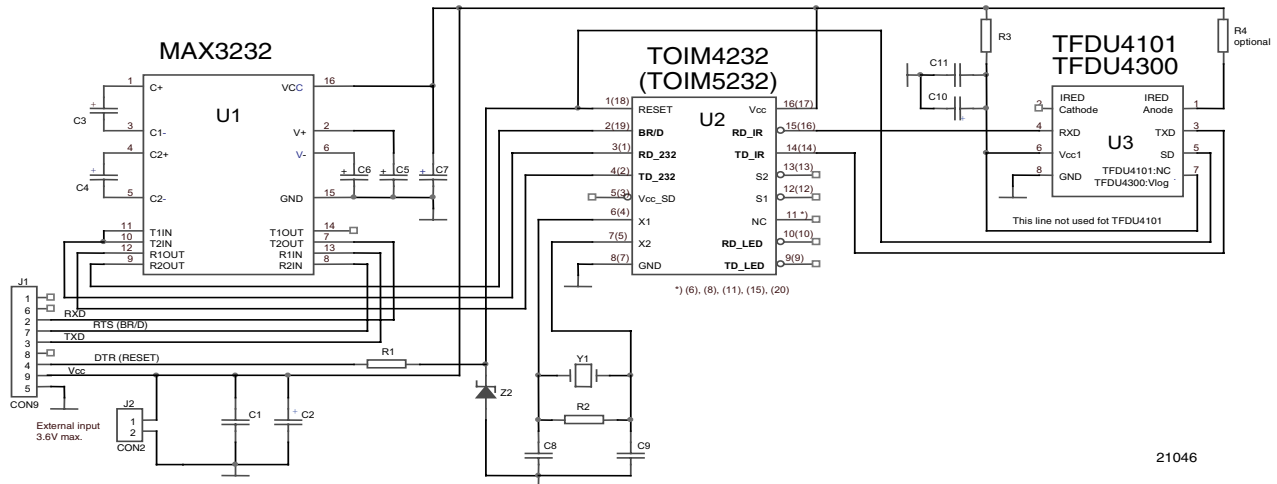 MAX3232
U1
1 C+ VCC 16
3 C1- V+ 2
4 C2+ V- 6
5 C2- GND 15
11 T1IN T1OUT 14
10 T2IN T2OUT 7
12 R1OUT R1IN 13
9 R2OUT R2IN 8
C3
C4
+
+
C6
C5
C7
+
+
+
TOIM4232
(TOIM5232)
U2
1(18) RESET Vcc 16(17)
2(19) BR/D RD_IR 15(16)
3(1) RD_232 TD_IR 14(14)
4(2) TD_232 S2 13(13)
5(3) Vcc_SD S1 12(12)
6(4) X1 NC 11 *)
7(5) X2 RD_LED 10(10)
8(7) GND TD_LED 9(9)
*) (6), (8), (11), (15), (20)
R3
R4
optional
C11
C10
+
TFDU4101
TFDU4300
U3
2 IRED Cathode IRED Anode 1
4 RXD TXD 3
6 Vcc1 SD 5
8 GND TFDU4101:NC 7
TFDU4300:Vlog
This line not used fot TFDU4101
J1
1
6
2 RXD
7 RTS (BR/D)
3 TXD
8
4 DTR (RESET)
9 Vcc
5
CON9
R1
Z2
Y1
R2
C8
C9
External input
3.6V max.
J2
1
2
CON2
C1
C2
+
21046